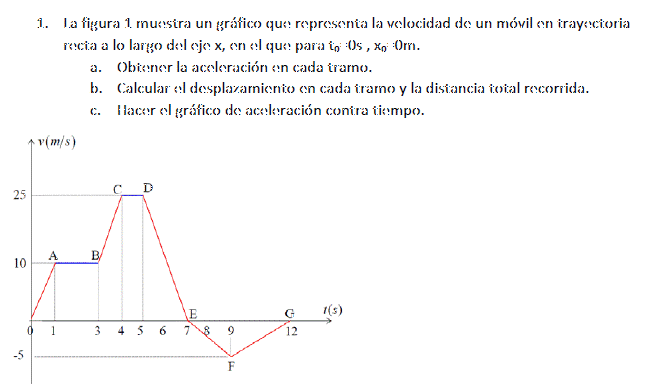 1. La figura 1 muestra un gráfico que representa la velocidad de un móvil en trayectoria
recta a lo largo del eje x, en el que para t₀ :0s , x₀ :0m.
a. Obtener la aceleración en cada tramo.
b. Calcular el desplazamiento en cada tramo y la distancia total recorrida.
c. Hacer el gráfico de aceleración contra tiempo.
v(m/s)
C D
25
A B
10
E G t(s)
0 1 3 4 5 6 7 8 9 12
-5
F